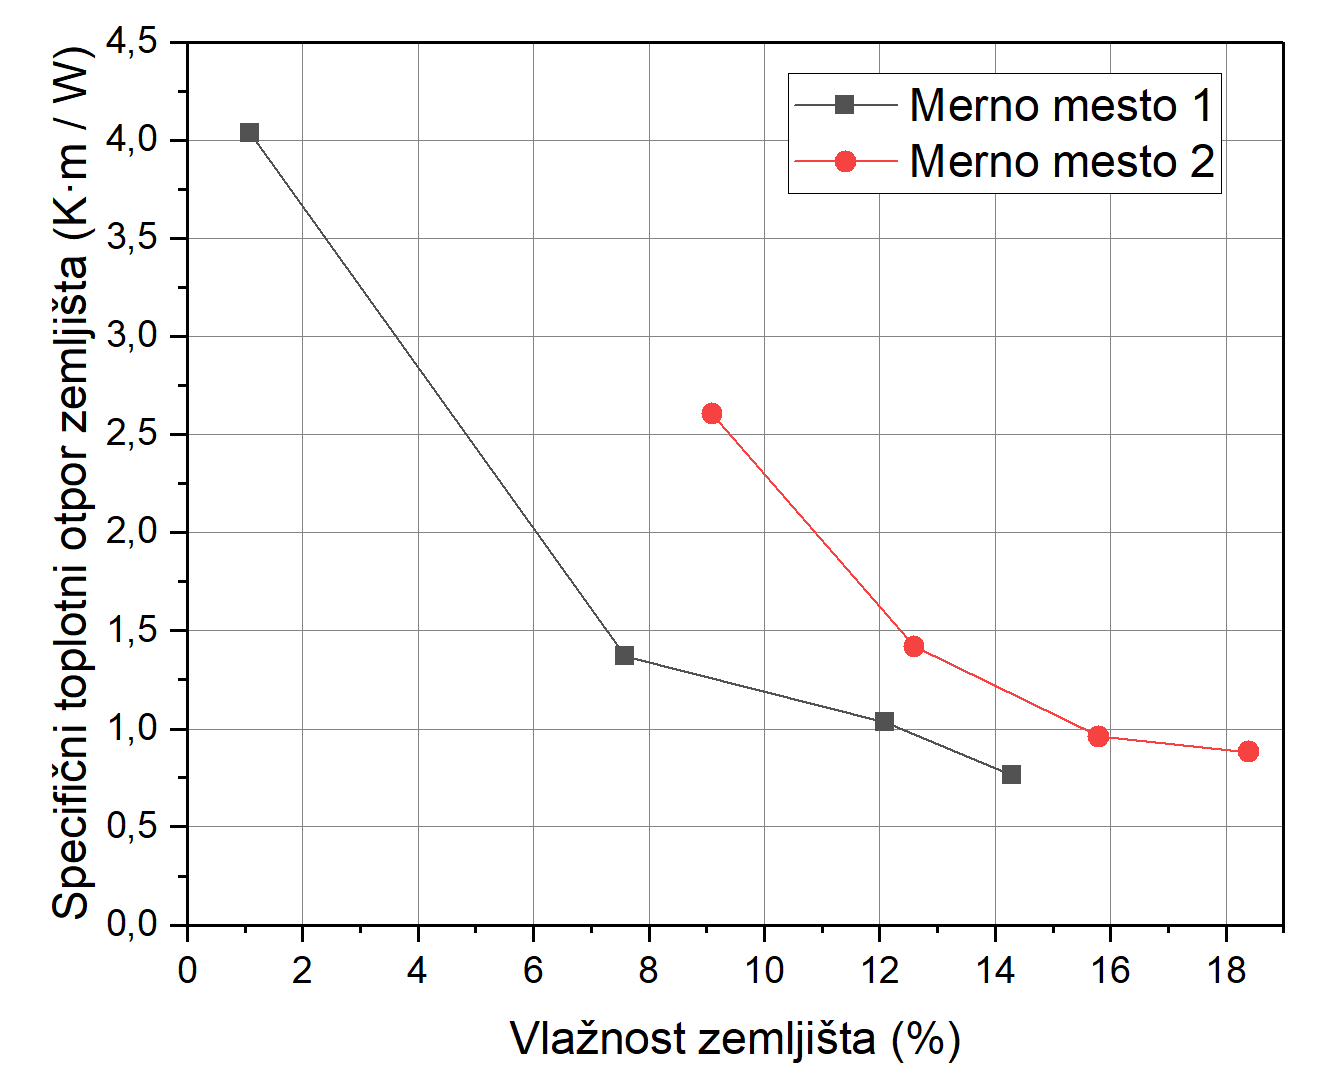 Specifični toplotni otpor zemljišta (K·m / W)
4,5
4,0
3,5
3,0
2,5
2,0
1,5
1,0
0,5
0,0
Merno mesto 1
Merno mesto 2
0 2 4 6 8 10 12 14 16 18
Vlažnost zemljišta (%)